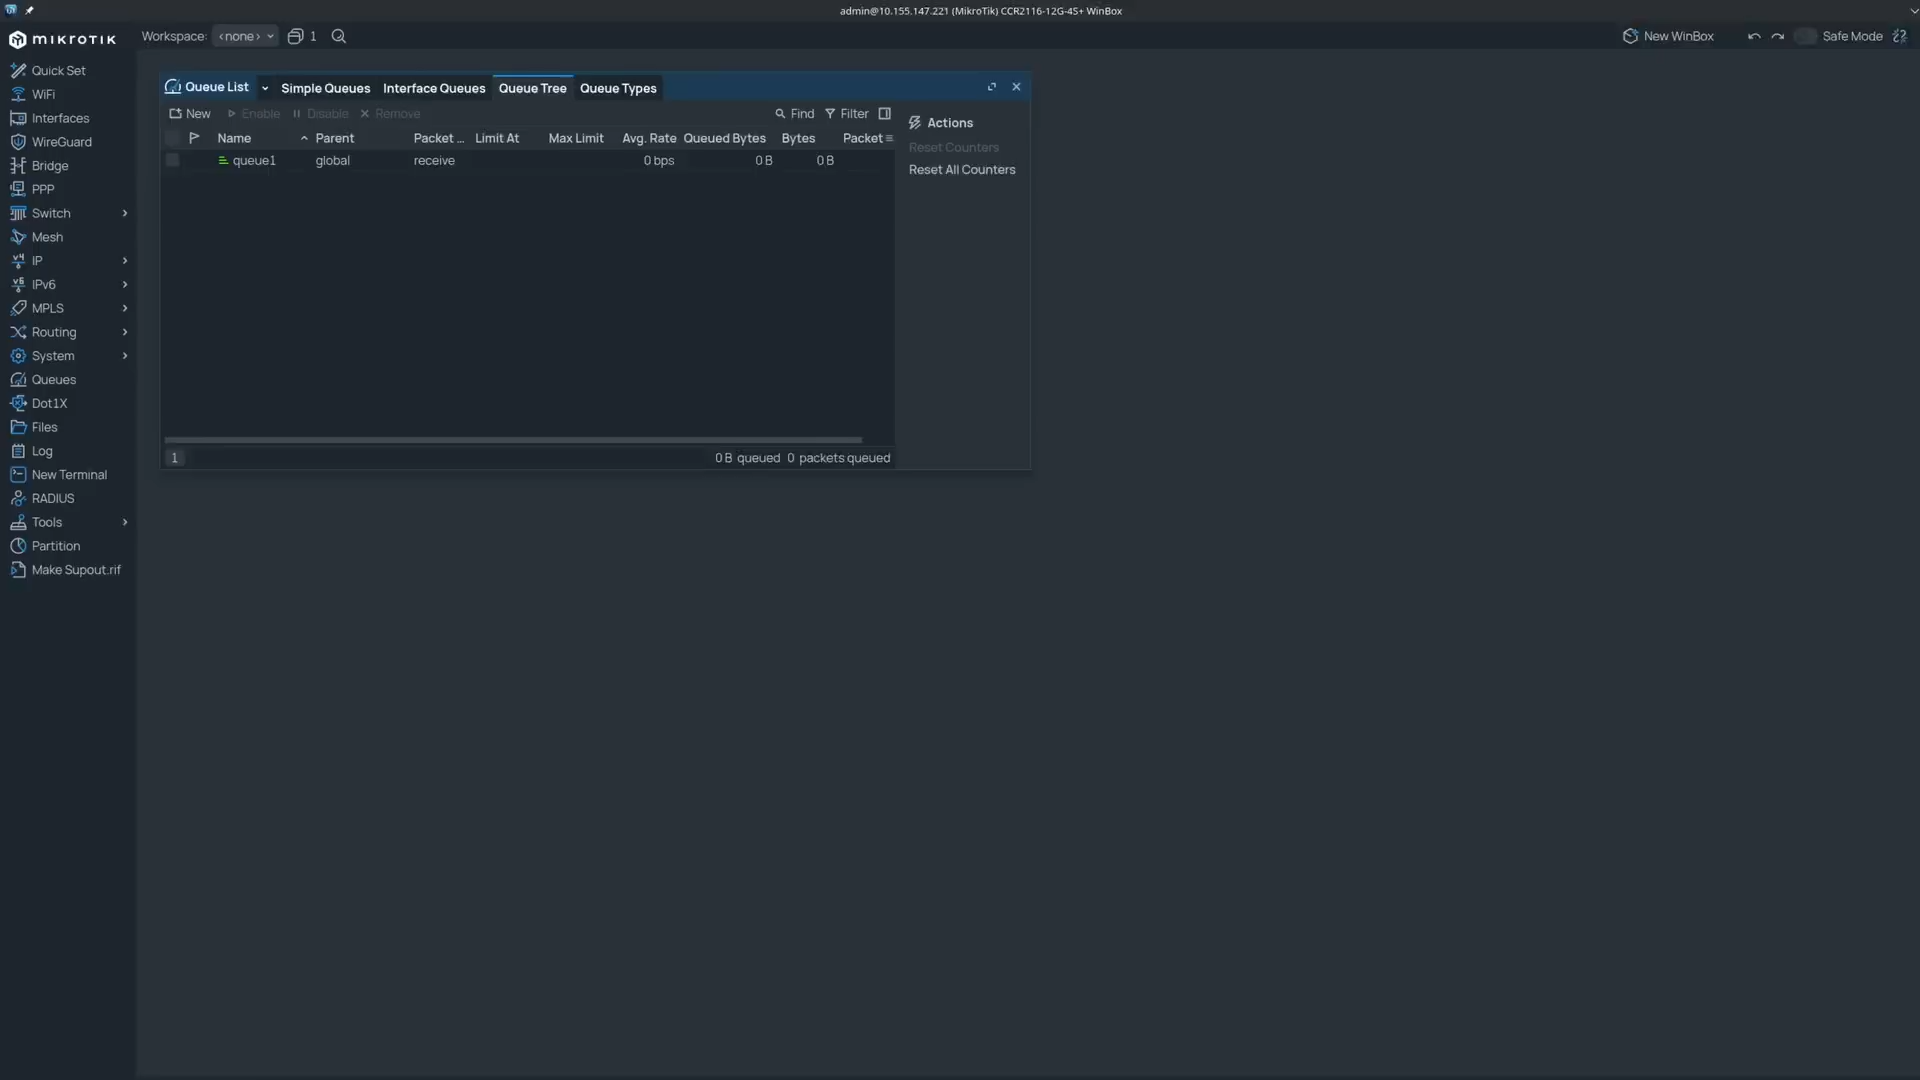 admin@10.155.147.221 (MikroTik) CCR2116-12G-4S+ WinBox
MIKROTIK
Workspace: <none> 1
New WinBox Safe Mode
Quick Set
WiFi
Interfaces
WireGuard
Bridge
PPP
Switch
Mesh
IP
IPv6
MPLS
Routing
System
Queues
Dot1X
Files
Log
New Terminal
RADIUS
Tools
Partition
Make Supout.rif
Queue List Simple Queues Interface Queues Queue Tree Queue Types
New Enable Disable Remove Find Filter
Name Parent Packet ... Limit At Max Limit Avg. Rate Queued Bytes Bytes Packet
queue1 global receive 0 bps 0 B 0 B
1 0 B queued 0 packets queued
Actions
Reset Counters
Reset All Counters